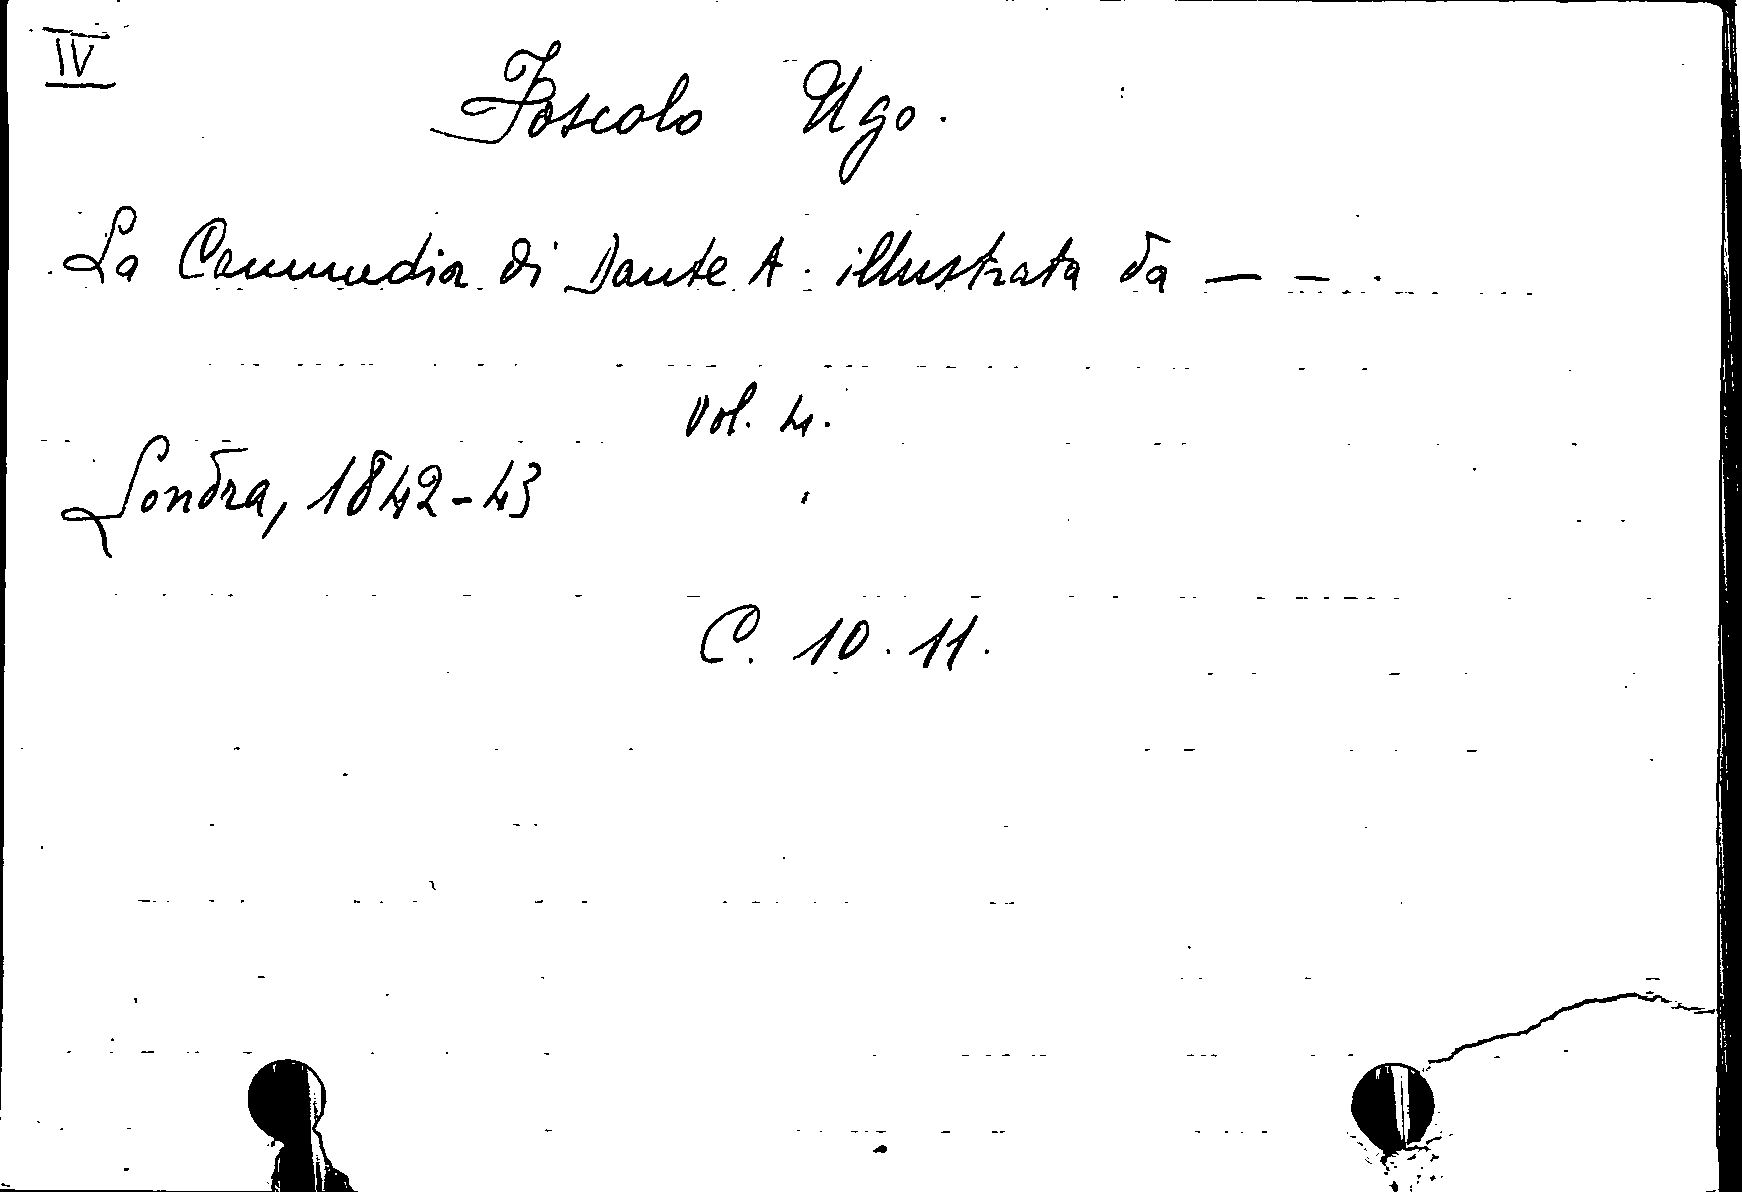 IV
Foscolo Ugo.
La Commedia di Dante A. illustrata da — — .
Vol. 4.
Londra, 1842-43
C. 10. 11.